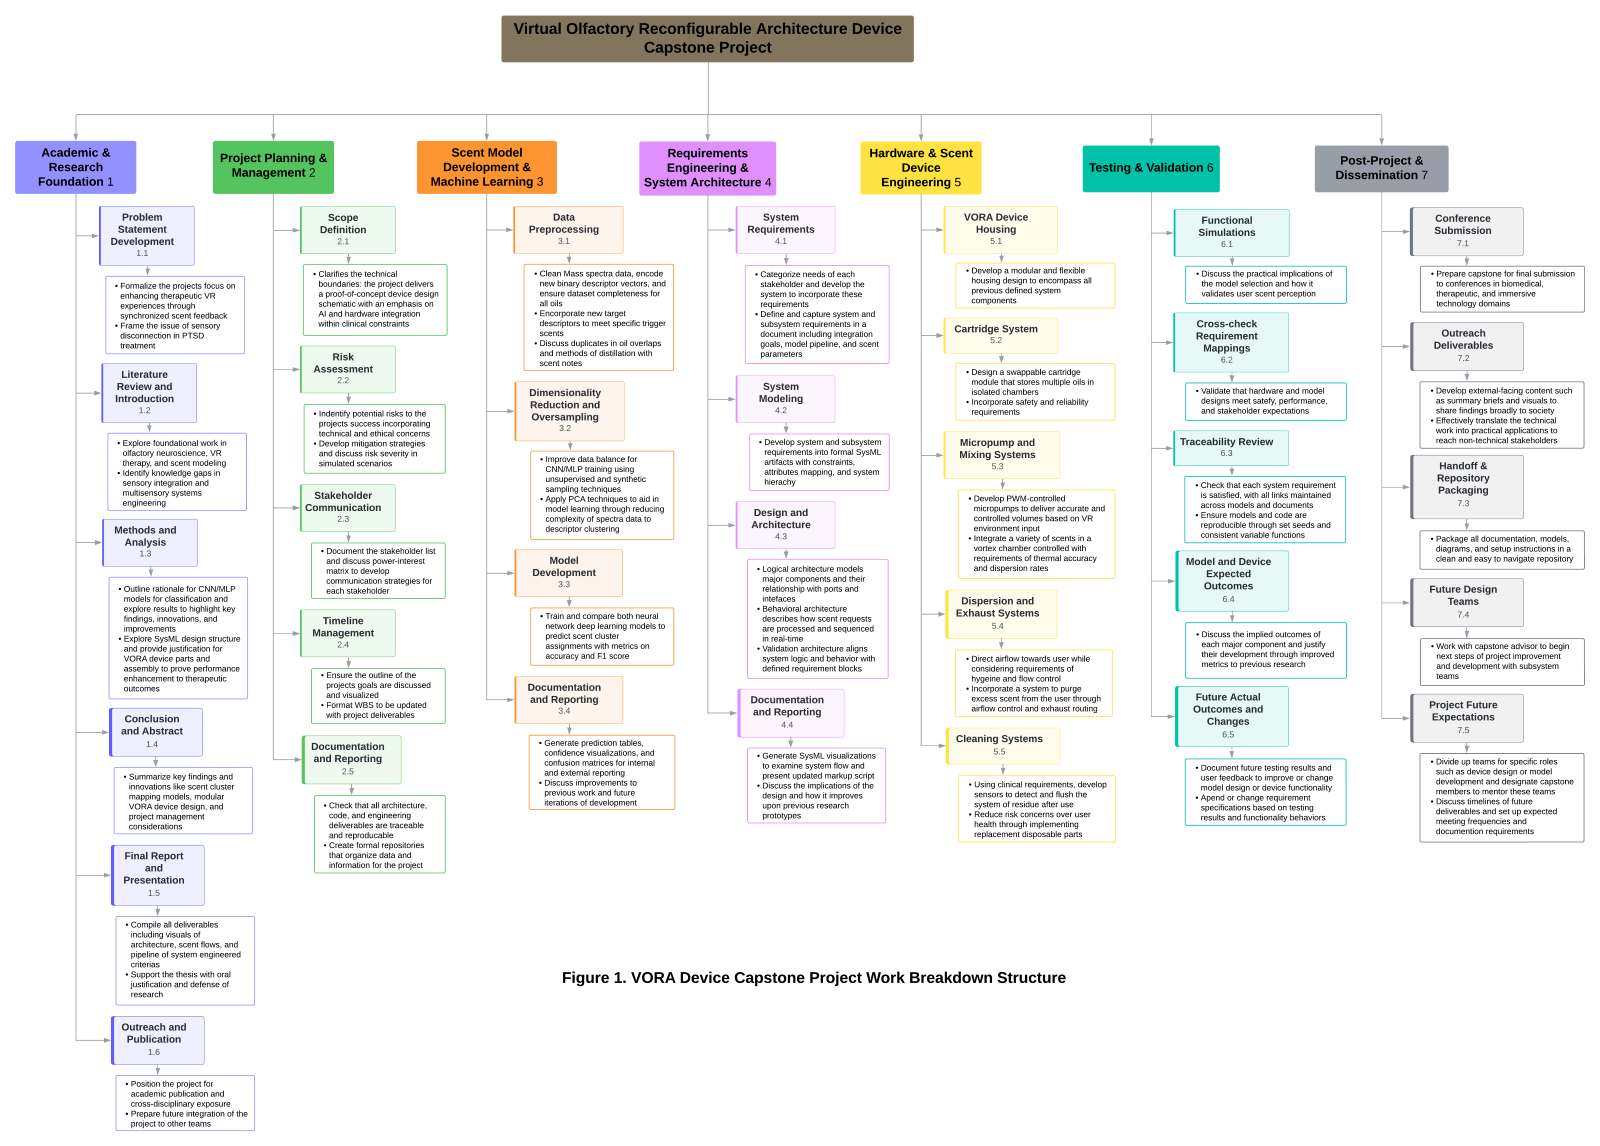 Virtual Olfactory Reconfigurable Architecture Device
Capstone Project
Academic &
Research
Foundation 1
Problem
Statement
Development
1.1
• Formalize the projects focus on
enhancing therapeutic VR
experiences through
synchronized scent feedback
• Frame the issue of sensory
disconnection in PTSD
treatment
Literature
Review and
Introduction
1.2
• Explore foundational work in
olfactory neuroscience, VR
therapy, and scent modeling
• Identify knowledge gaps in
sensory integration and
multisensory systems
engineering
Methods and
Analysis
1.3
• Outline rationale for CNN/MLP
models for classification and
explore results to highlight key
findings, innovations, and
improvements
• Explore SysML design structure
and provide justification for
VORA device parts and
assembly to prove performance
enhancement to therapeutic
outcomes
Conclusion
and Abstract
1.4
• Summarize key findings and
innovations like scent cluster
mapping models, modular
VORA device design, and
project management
considerations
Final Report
and
Presentation
1.5
• Compile all deliverables
including visuals of
architecture, scent flows, and
pipeline of system engineered
criterias
• Support the thesis with oral
justification and defense of
research
Outreach and
Publication
1.6
• Position the project for
academic publication and
cross-disciplinary exposure
• Prepare future integration of the
project to other teams
Project Planning &
Management 2
Scope
Definition
2.1
• Clarifies the technical
boundaries: the project delivers
a proof-of-concept device design
schematic with an emphasis on
AI and hardware integration
within clinical constraints
Risk
Assessment
2.2
• Indentify potential risks to the
projects success incorporating
technical and ethical concerns
• Develop mitigation strategies
and discuss risk severity in
simulated scenarios
Stakeholder
Communication
2.3
• Document the stakeholder list
and discuss power-interest
matrix to develop
communication strategies for
each stakeholder
Timeline
Management
2.4
• Ensure the outline of the
projects goals are discussed
and visualized
• Format WBS to be updated
with project deliverables
Documentation
and Reporting
2.5
• Check that all architecture,
code, and engineering
deliverables are traceable
and reproducable
• Create formal repositories
that organize data and
information for the project
Scent Model
Development &
Machine Learning 3
Data
Preprocessing
3.1
• Clean Mass spectra data, encode
new binary descriptor vectors, and
ensure dataset completeness for
all oils
• Encorporate new target
descriptors to meet specific trigger
scents
• Discuss duplicates in oil overlaps
and methods of distillation with
scent notes
Dimensionality
Reduction and
Oversampling
3.2
• Improve data balance for
CNN/MLP training using
unsupervised and synthetic
sampling techniques
• Apply PCA techniques to aid in
model learning through reducing
complexity of spectra data to
descriptor clustering
Model
Development
3.3
• Train and compare both neural
network deep learning models to
predict scent cluster
assignments with metrics on
accuracy and F1 score
Documentation
and Reporting
3.4
• Generate prediction tables,
confidence visualizations, and
confusion matrices for internal
and external reporting
• Discuss improvements to
previous work and future
iterations of development
Requirements
Engineering &
System Architecture 4
System
Requirements
4.1
• Categorize needs of each
stakeholder and develop the
system to incorporate these
requirements
• Define and capture system and
subsystem requirements in a
document including integration
goals, model pipeline, and scent
parameters
System
Modeling
4.2
• Develop system and subsystem
requirements into formal SysML
artifacts with constraints,
attributes mapping, and system
hierachy
Design and
Architecture
4.3
• Logical architecture models
major components and their
relationship with ports and
intefaces
• Behavioral architecture
describes how scent requests
are processed and sequenced
in real-time
• Validation architecture aligns
system logic and behavior with
defined requirement blocks
Documentation
and Reporting
4.4
• Generate SysML visualizations
to examine system flow and
present updated markup script
• Discuss the implications of the
design and how it improves
upon previous research
prototypes
Hardware & Scent
Device
Engineering 5
VORA Device
Housing
5.1
• Develop a modular and flexible
housing design to encompass all
previous defined system
components
Cartridge System
5.2
• Design a swappable cartridge
module that stores multiple oils in
isolated chambers
• Incorporate safety and reliability
requirements
Micropump and
Mixing Systems
5.3
• Develop PWM-controlled
micropumps to deliver accurate and
controlled volumes based on VR
environment input
• Integrate a variety of scents in a
vortex chamber controlled with
requirements of thermal accuracy
and dispersion rates
Dispersion and
Exhaust Systems
5.4
• Direct airflow towards user while
considering requirements of
hygeine and flow control
• Incorporate a system to purge
excess scent from the user through
airflow control and exhaust routing
Cleaning Systems
5.5
• Using clinical requirements, develop
sensors to detect and flush the
system of residue after use
• Reduce risk concerns over user
health through implementing
replacement disposable parts
Testing & Validation 6
Functional
Simulations
6.1
• Discuss the practical implications of
the model selection and how it
validates user scent perception
Cross-check
Requirement
Mappings
6.2
• Validate that hardware and model
designs meet satefy, performance,
and stakeholder expectations
Traceability Review
6.3
• Check that each system requirement
is satisfied, with all links maintained
across models and documents
• Ensure models and code are
reproducible through set seeds and
consistent variable functions
Model and Device
Expected
Outcomes
6.4
• Discuss the implied outcomes of
each major component and justify
their development through improved
metrics to previous research
Future Actual
Outcomes and
Changes
6.5
• Document future testing results and
user feedback to improve or change
model design or device functionality
• Apend or change requirement
specifications based on testing
results and functionality behaviors
Post-Project &
Dissemination 7
Conference
Submission
7.1
• Prepare capstone for final submission
to conferences in biomedical,
therapeutic, and immersive
technology domains
Outreach
Deliverables
7.2
• Develop external-facing content such
as summary briefs and visuals to
share findings broadly to society
• Effectively translate the technical
work into practical applications to
reach non-technical stakeholders
Handoff &
Repository
Packaging
7.3
• Package all documentation, models,
diagrams, and setup instructions in a
clean and easy to navigate repository
Future Design
Teams
7.4
• Work with capstone advisor to begin
next steps of project improvement
and development with subsystem
teams
Project Future
Expectations
7.5
• Divide up teams for specific roles
such as device design or model
development and designate capstone
members to mentor these teams
• Discuss timelines of future
deliverables and set up expected
meeting frequencies and
documention requirements
Figure 1. VORA Device Capstone Project Work Breakdown Structure